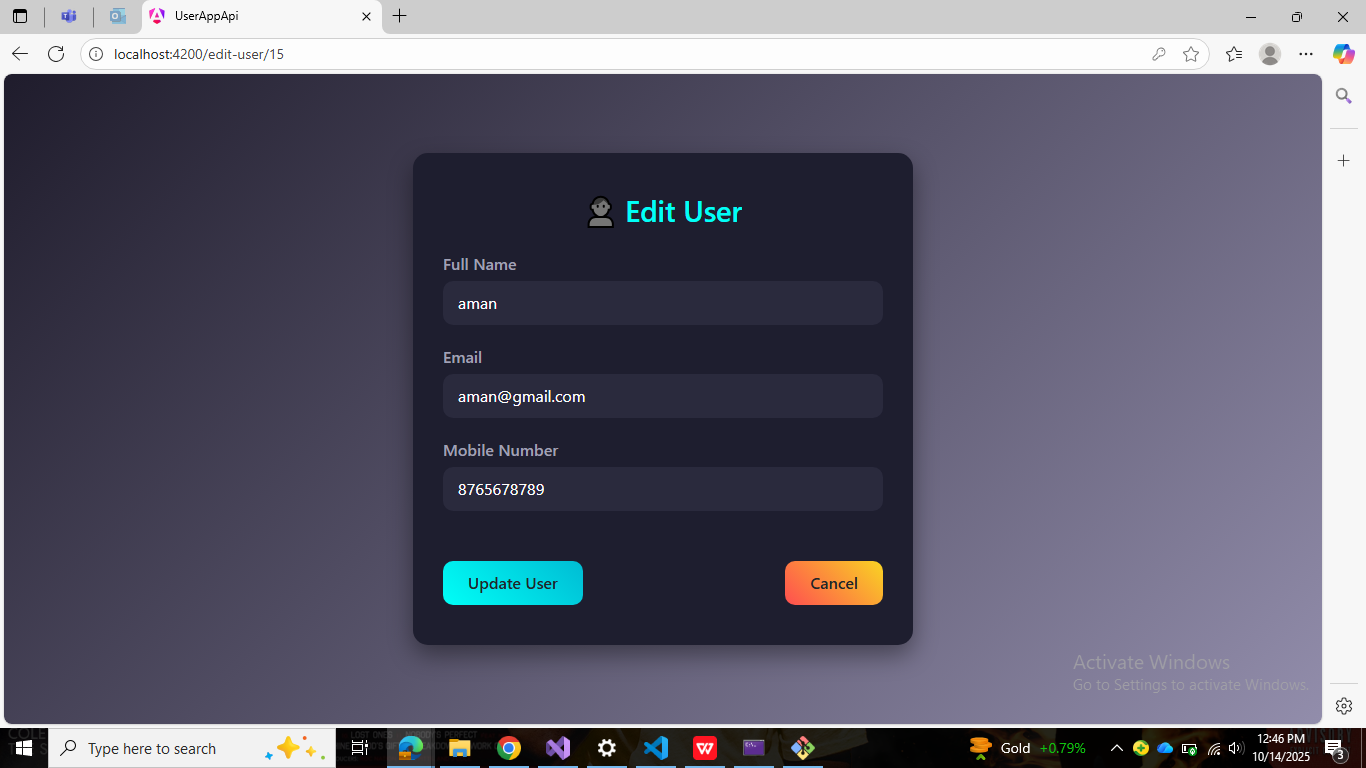 UserAppApi
localhost:4200/edit-user/15
Edit User
Full Name
aman
Email
aman@gmail.com
Mobile Number
8765678789
Update User
Cancel
Activate Windows
Go to Settings to activate Windows.
Type here to search
Gold +0.79%
12:46 PM
10/14/2025
3